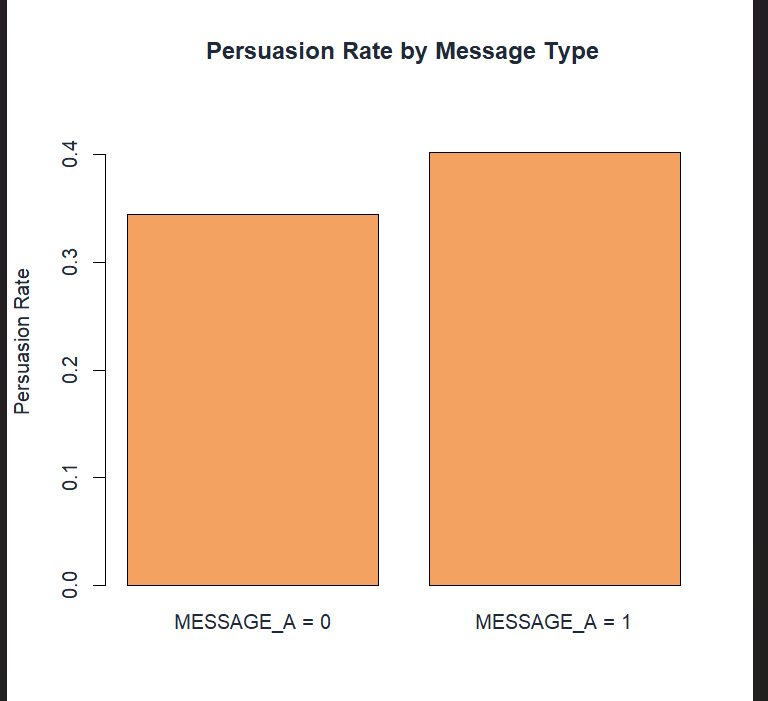 Persuasion Rate by Message Type
Persuasion Rate
0.4
0.3
0.2
0.1
0.0
MESSAGE_A = 0
MESSAGE_A = 1